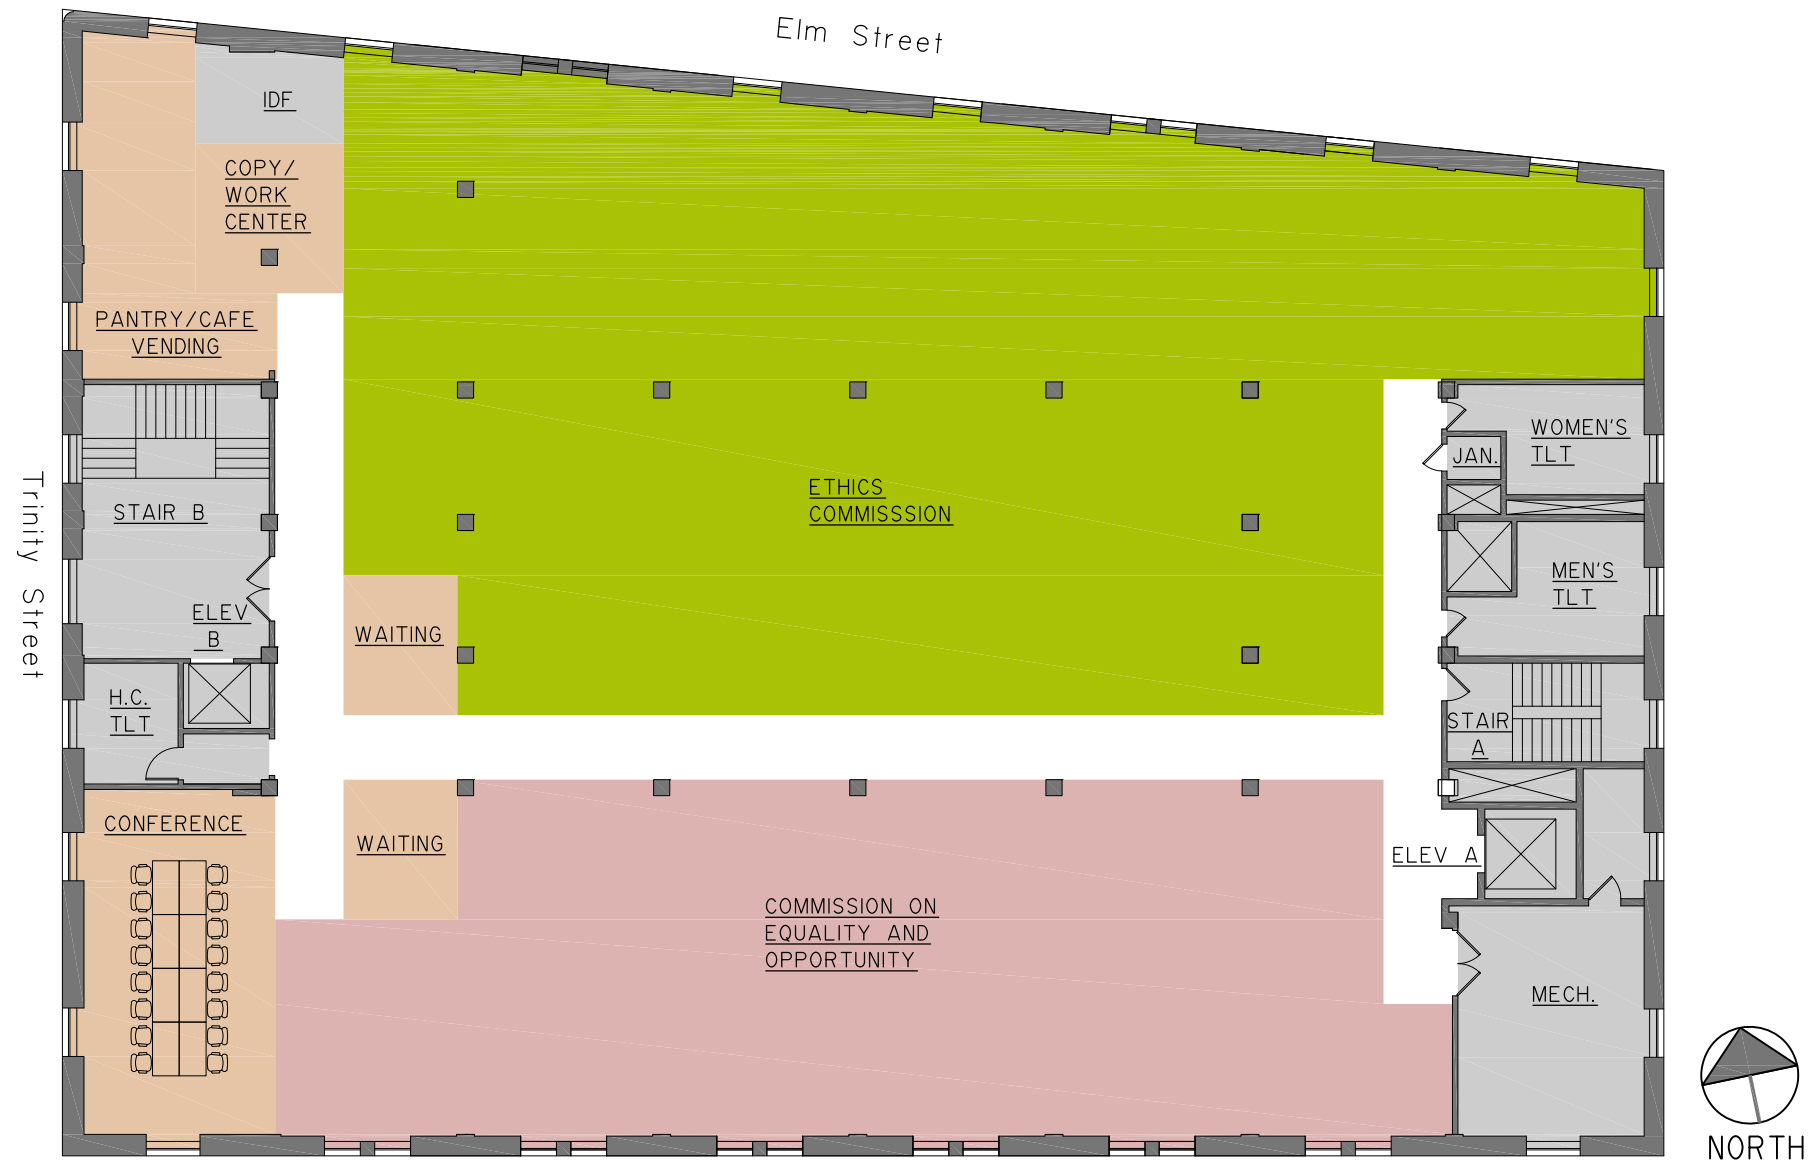 Elm Street
IDF
COPY/
WORK
CENTER
PANTRY/CAFE
VENDING
Trinity Street
STAIR B
ELEV
B
H.C.
TLT
CONFERENCE
WAITING
WAITING
ETHICS
COMMISSSION
COMMISSION ON
EQUALITY AND
OPPORTUNITY
WOMEN'S
TLT
JAN.
MEN'S
TLT
STAIR
A
ELEV A
MECH.
NORTH